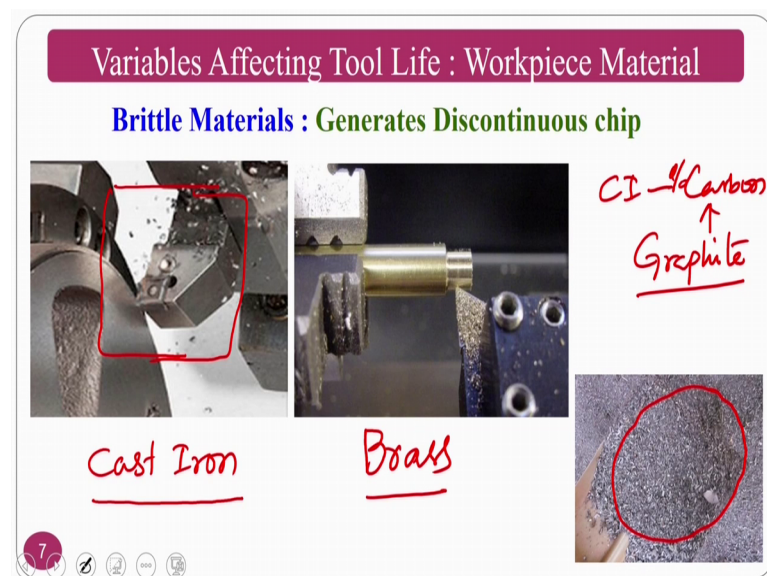 Variables Affecting Tool Life : Workpiece Material
Brittle Materials : Generates Discontinuous chip
CI – % Carbon
Graphite
Cast Iron
Brass
7